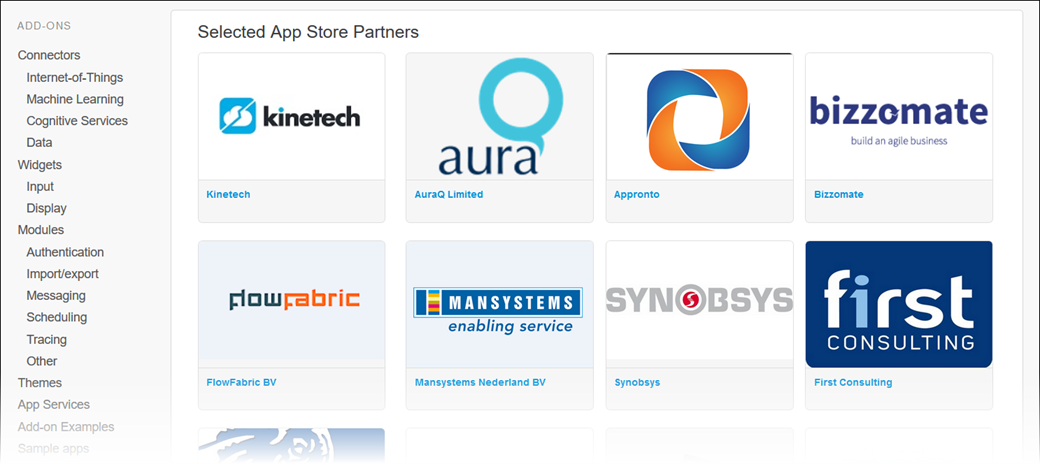 ADD-ONS
Connectors
Internet-of-Things
Machine Learning
Cognitive Services
Data
Widgets
Input
Display
Modules
Authentication
Import/export
Messaging
Scheduling
Tracing
Other
Themes
App Services
Add-on Examples
Sample apps
Selected App Store Partners
kinetech
Kinetech
aura
AuraQ Limited
Appronto
bizzomate
build an agile business
Bizzomate
flowfabric
FlowFabric BV
MANSYSTEMS
enabling service
Mansystems Nederland BV
SYNOBSYS
Synobsys
first
CONSULTING
First Consulting